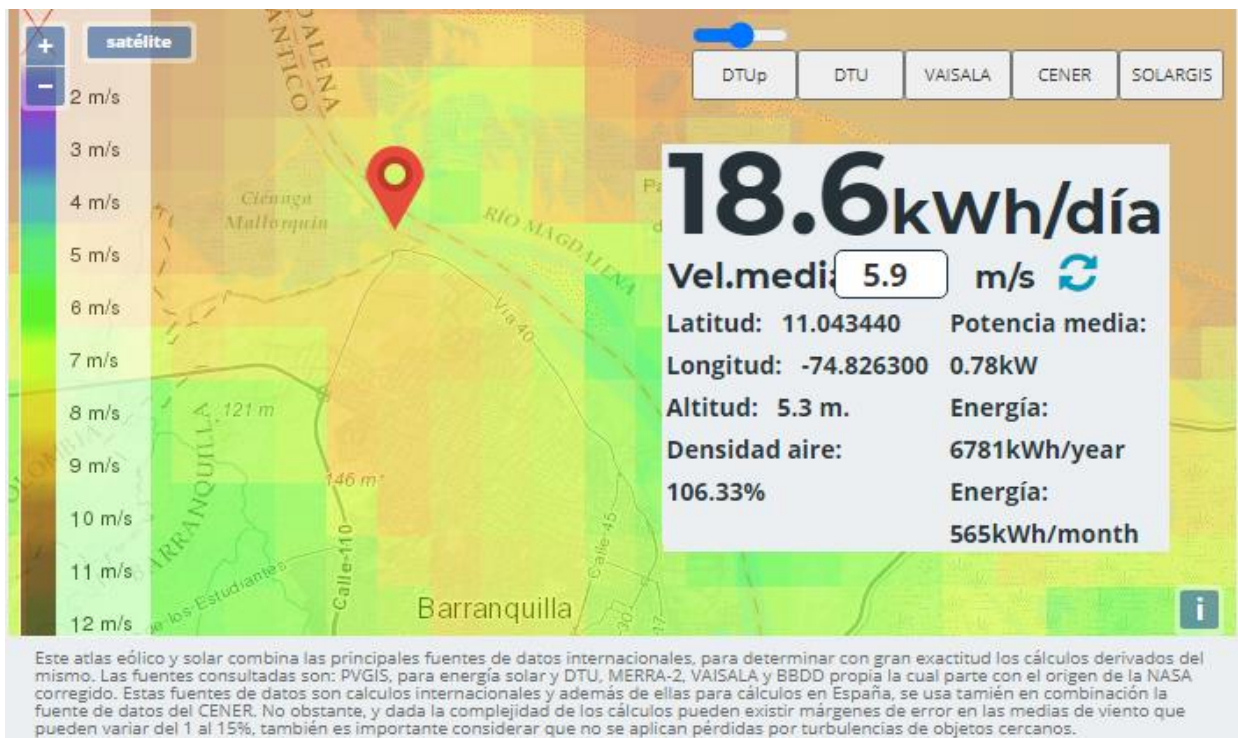 +
satélite
−
2 m/s
3 m/s
4 m/s
5 m/s
6 m/s
7 m/s
8 m/s
9 m/s
10 m/s
11 m/s
12 m/s
DALENA
ANTICO
Ciénaga
Mallorquin
RÍO MAGDALENA
Vía 40
121 m
146 m
BARRANQUILLA
Calle-110
Calle-45
de-los-Estudiantes
Barranquilla
30
17
DTUp DTU VAISALA CENER SOLARGIS
18.6kWh/día
Vel.medi 5.9 m/s
Latitud: 11.043440
Longitud: -74.826300
Altitud: 5.3 m.
Densidad aire:
106.33%
Potencia media:
0.78kW
Energía:
6781kWh/year
Energía:
565kWh/month
i
Este atlas eólico y solar combina las principales fuentes de datos internacionales, para determinar con gran exactitud los cálculos derivados del
mismo. Las fuentes consultadas son: PVGIS, para energía solar y DTU, MERRA-2, VAISALA y BBDD propia la cual parte con el origen de la NASA
corregido. Estas fuentes de datos son calculos internacionales y además de ellas para cálculos en España, se usa tamién en combinación la
fuente de datos del CENER. No obstante, y dada la complejidad de los cálculos pueden existir márgenes de error en las medias de viento que
pueden variar del 1 al 15%, también es importante considerar que no se aplican pérdidas por turbulencias de objetos cercanos.